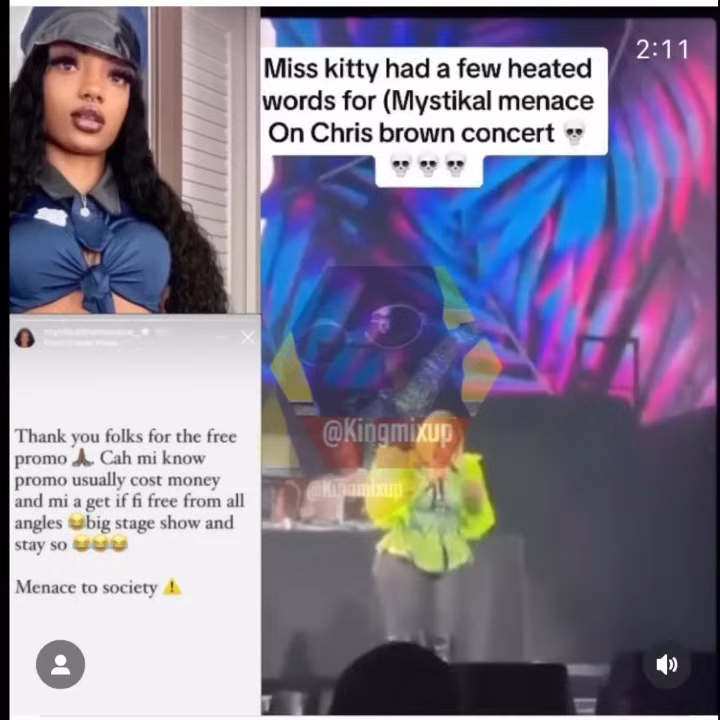 2:11
Miss kitty had a few heated
words for (Mystikal menace
On Chris brown concert 💀
💀💀💀
@Kingmixup
@Kingmixup
Thank you folks for the free
promo 🙏🏾. Cah mi know
promo usually cost money
and mi a get if fi free from all
angles 😂big stage show and
stay so 😂😂😂
Menace to society ⚠️